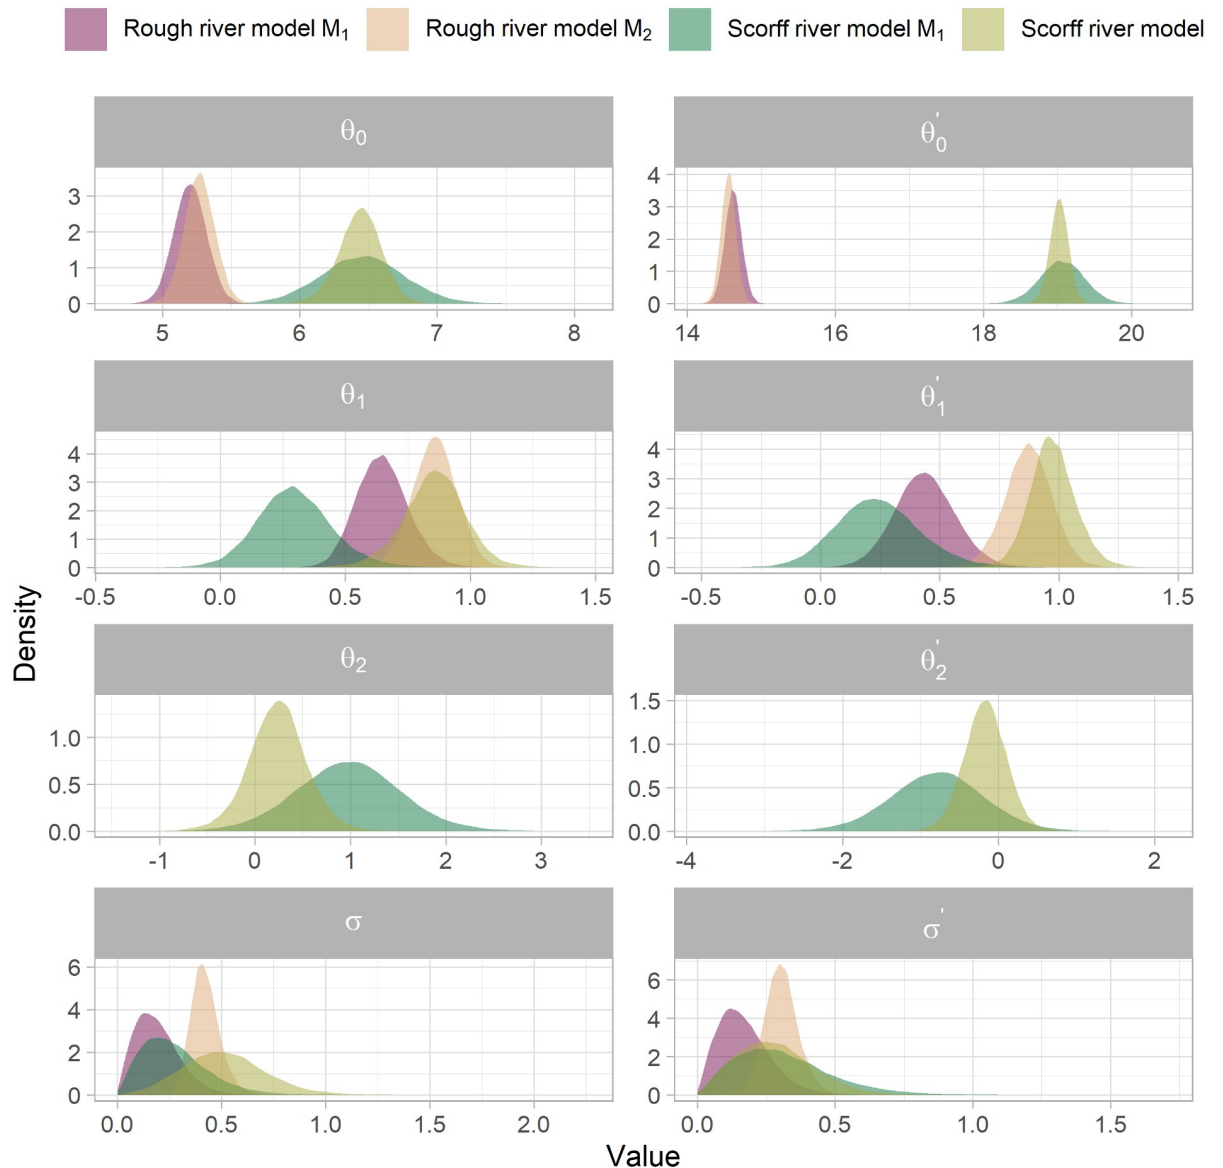 Rough river model M₁ Rough river model M₂ Scorff river model M₁ Scorff river model
θ₀ θ₀'
3 2 1 0
4 3 2 1 0
5 6 7 8
14 16 18 20
θ₁ θ₁'
4 3 2 1 0
4 3 2 1 0
-0.5 0.0 0.5 1.0 1.5
-0.5 0.0 0.5 1.0 1.5
θ₂ θ₂'
1.0 0.5 0.0
1.5 1.0 0.5 0.0
-1 0 1 2 3
-4 -2 0 2
σ σ'
6 4 2 0
6 4 2 0
0.0 0.5 1.0 1.5 2.0
0.0 0.5 1.0 1.5
Density
Value